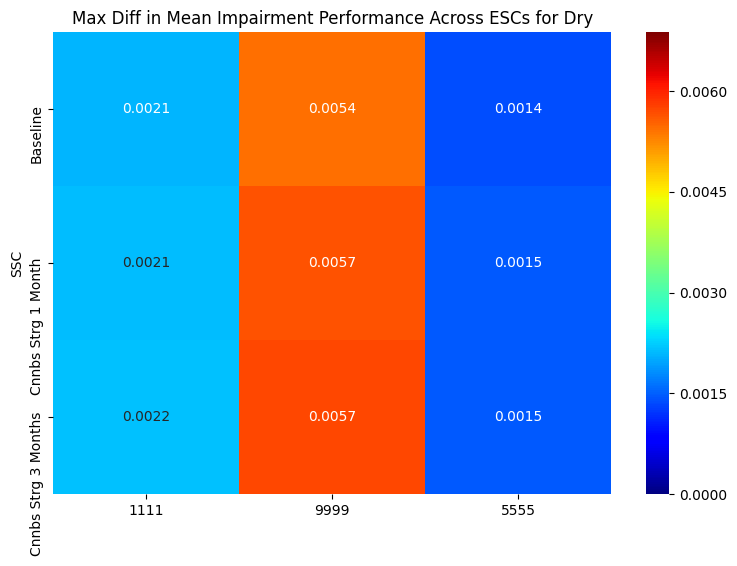 Max Diff in Mean Impairment Performance Across ESCs for Dry
SSC
Baseline
0.0021 0.0054 0.0014
Cnnbs Strg 1 Month
0.0021 0.0057 0.0015
Cnnbs Strg 3 Months
0.0022 0.0057 0.0015
1111 9999 5555
0.0060
0.0045
0.0030
0.0015
0.0000